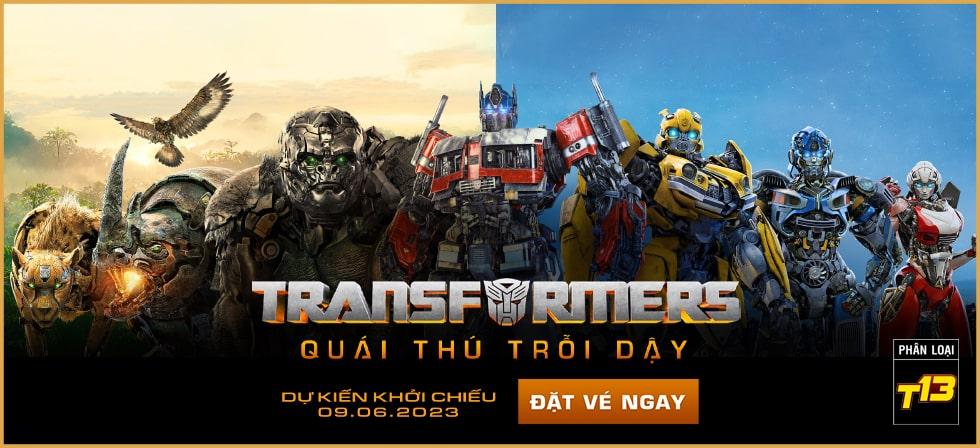 TRANSFORMERS
QUÁI THÚ TRỖI DẬY
DỰ KIẾN KHỞI CHIẾU
09.06.2023
ĐẶT VÉ NGAY
PHÂN LOẠI
T13